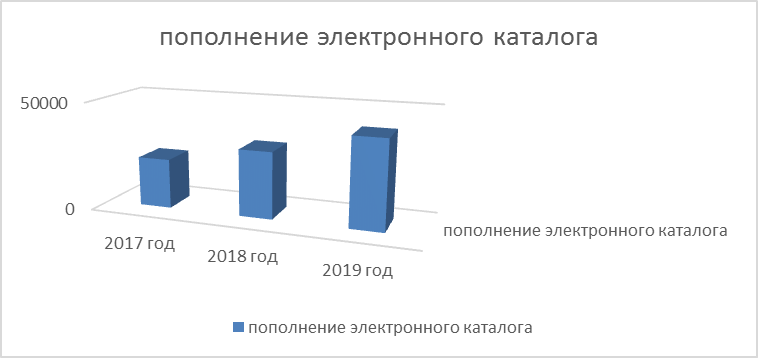 пополнение электронного каталога
50000
0
2017 год
2018 год
2019 год
пополнение электронного каталога
пополнение электронного каталога